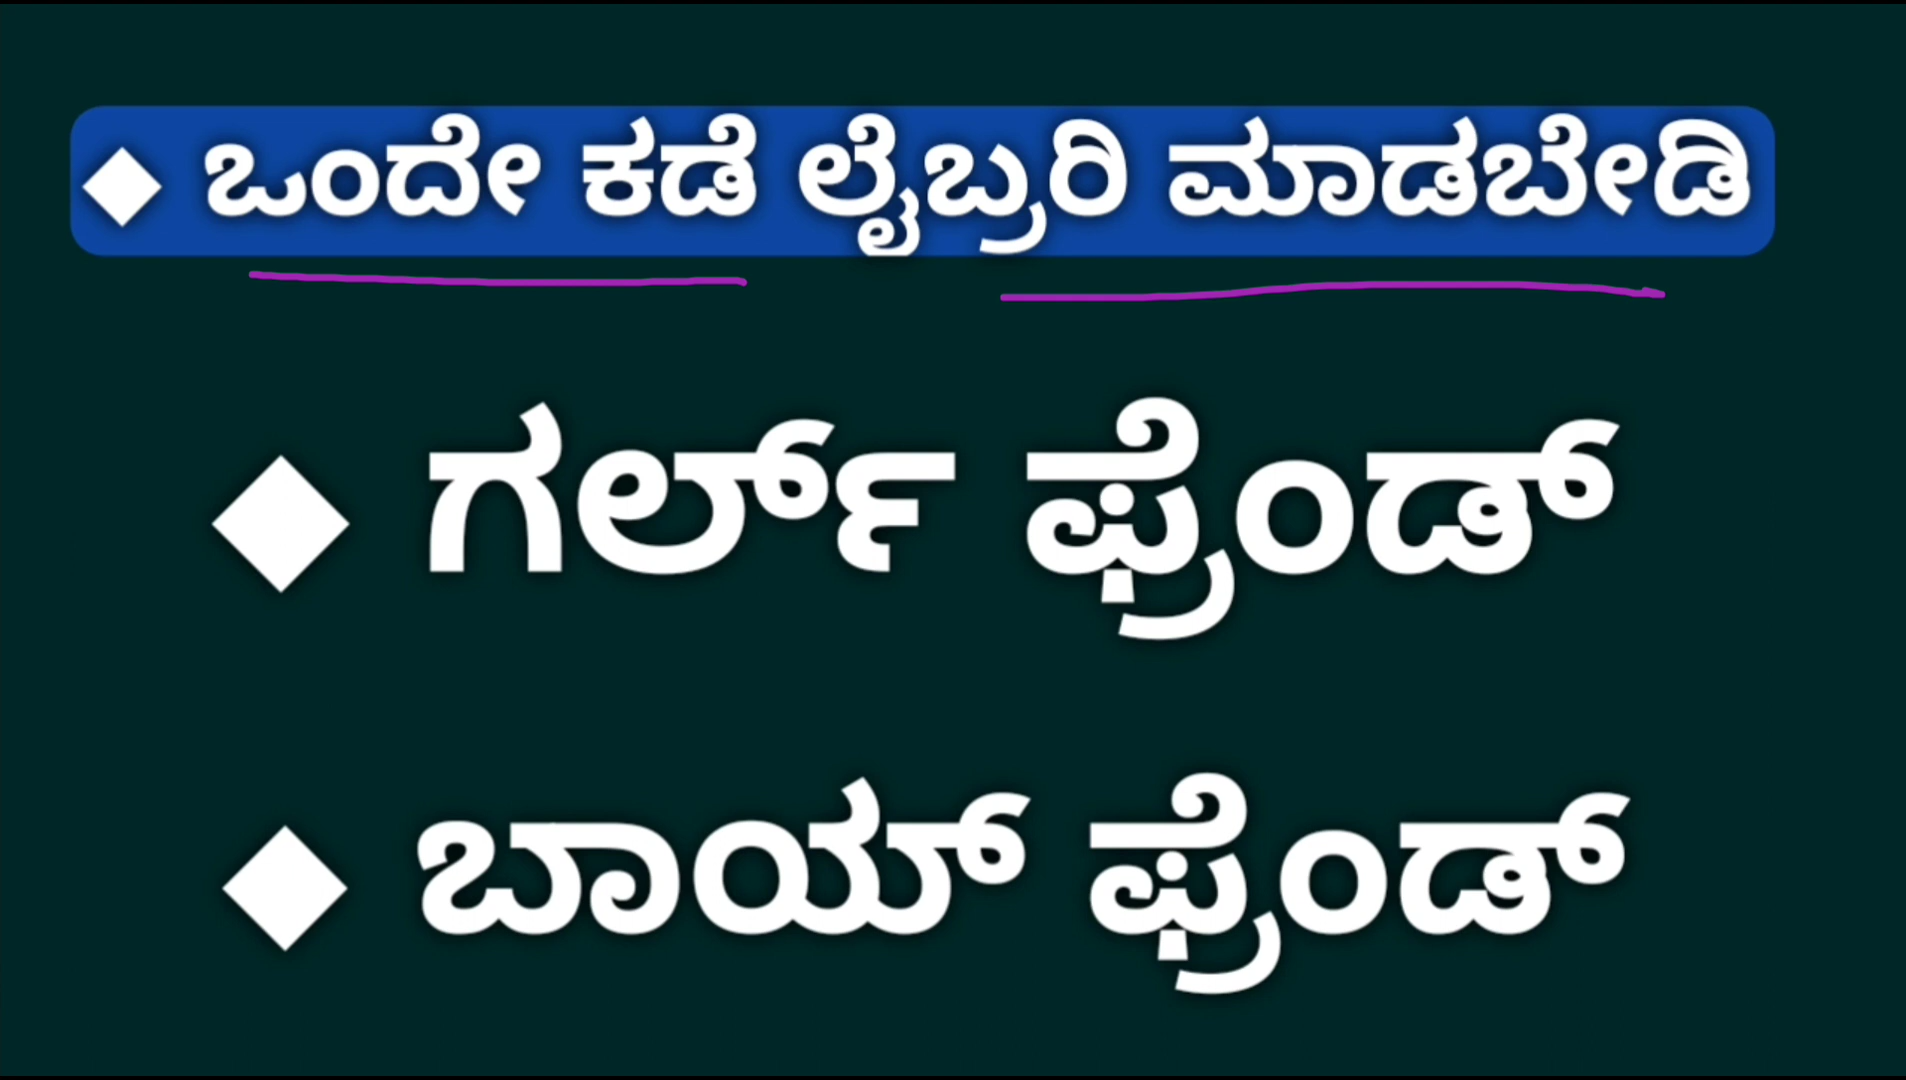 ◆ ಒಂದೇ ಕಡೆ ಲೈಬ್ರರಿ ಮಾಡಬೇಡಿ
◆ ಗರ್ಲ್ ಫ್ರೆಂಡ್
◆ ಬಾಯ್ ಫ್ರೆಂಡ್